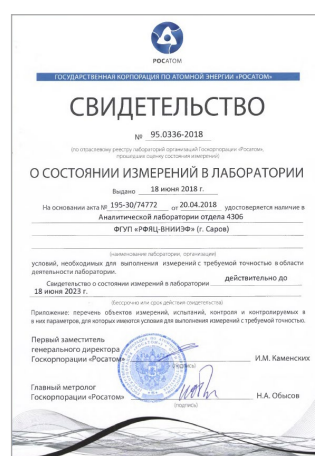 РОСАТОМ
ГОСУДАРСТВЕННАЯ КОРПОРАЦИЯ ПО АТОМНОЙ ЭНЕРГИИ «РОСАТОМ»
СВИДЕТЕЛЬСТВО
№ 95.0336-2018
(по отраслевому реестру лабораторий организаций Госкорпорации «Росатом»,
прошедших оценку состояния измерений)
О СОСТОЯНИИ ИЗМЕРЕНИЙ В ЛАБОРАТОРИИ
Выдано 18 июня 2018 г.
На основании акта № 195-30/74772 от 20.04.2018 удостоверяется наличие в
Аналитической лаборатории отдела 4306
ФГУП «РФЯЦ-ВНИИЭФ» (г. Саров)
(наименование лаборатории, организации)
условий, необходимых для выполнения измерений с требуемой точностью в области
деятельности лаборатории.
Свидетельство о состоянии измерений в лаборатории действительно до
18 июня 2023 г.
(бессрочно или срок действия свидетельства)
Приложение: перечень объектов измерений, испытаний, контроля и контролируемых в
в них параметров, для которых имеются условия для выполнения измерений с требуемой точностью.
Первый заместитель
генерального директора
Госкорпорации «Росатом» И.М. Каменских
(подпись)
Главный метролог
Госкорпорации «Росатом» Н.А. Обысов
(подпись)